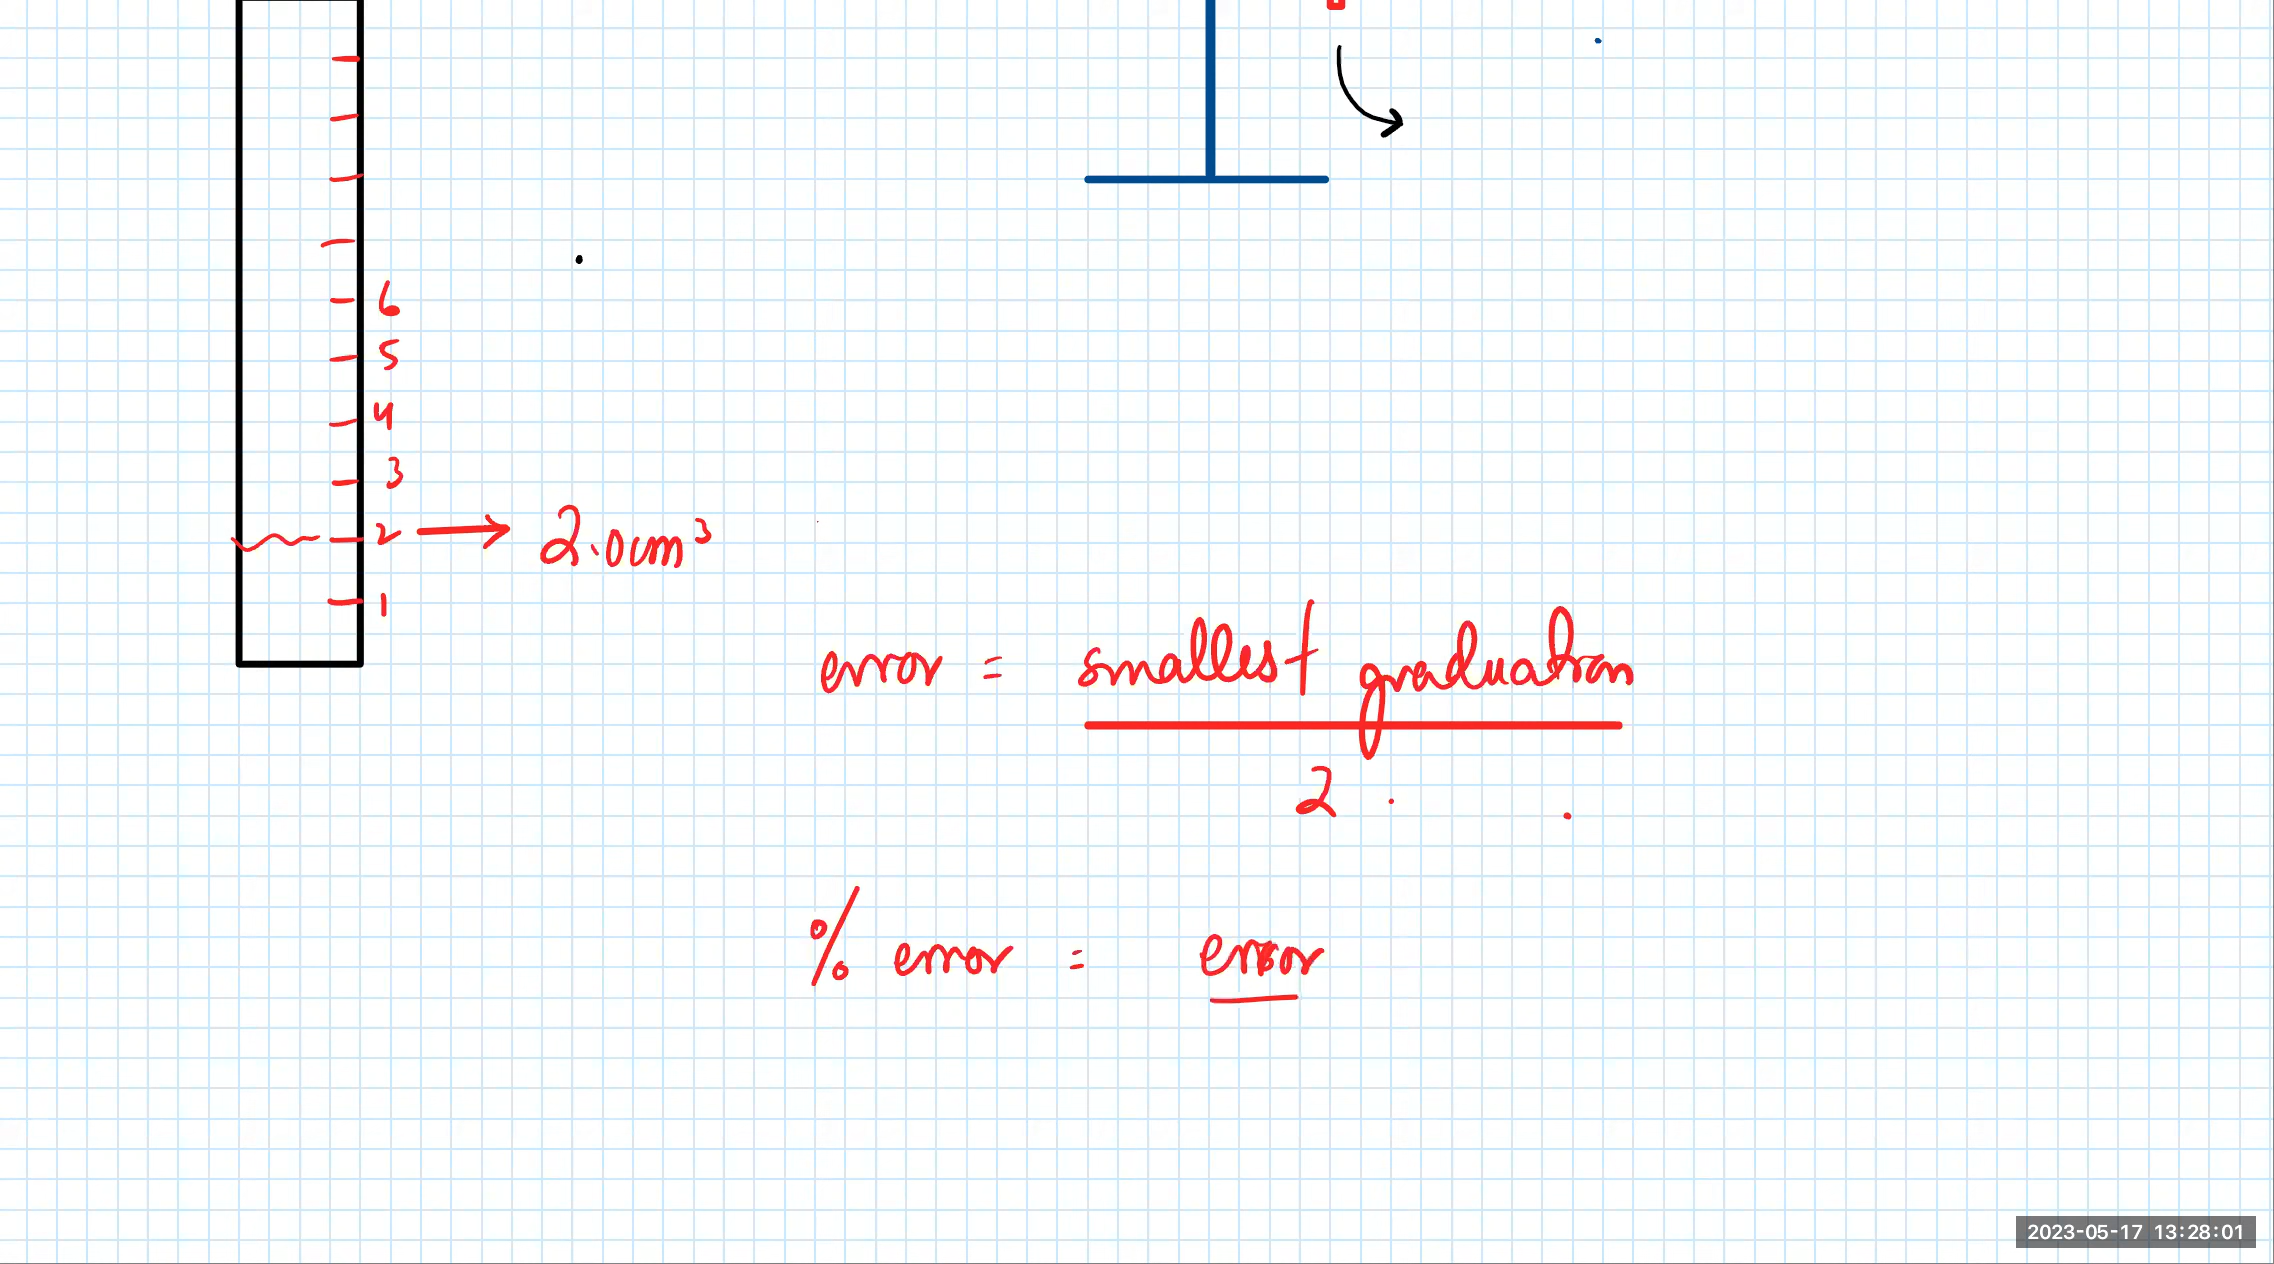 6
5
4
3
2 → 2.0cm³
1
error = smallest graduation
2
% error = error
2023-05-17 13:28:01